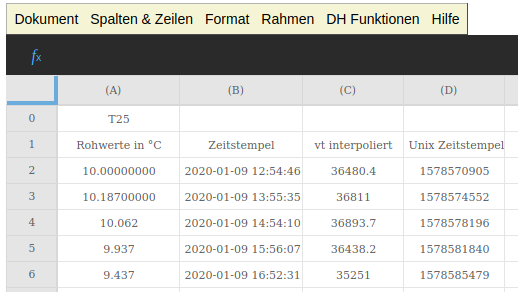 Dokument Spalten & Zeilen Format Rahmen DH Funktionen Hilfe
fx
(A) (B) (C) (D)
0 T25
1 Rohwerte in °C Zeitstempel vt interpoliert Unix Zeitstempel
2 10.00000000 2020-01-09 12:54:46 36480.4 1578570905
3 10.18700000 2020-01-09 13:55:35 36811 1578574552
4 10.062 2020-01-09 14:54:10 36893.7 1578578196
5 9.937 2020-01-09 15:56:07 36438.2 1578581840
6 9.437 2020-01-09 16:52:31 35251 1578585479